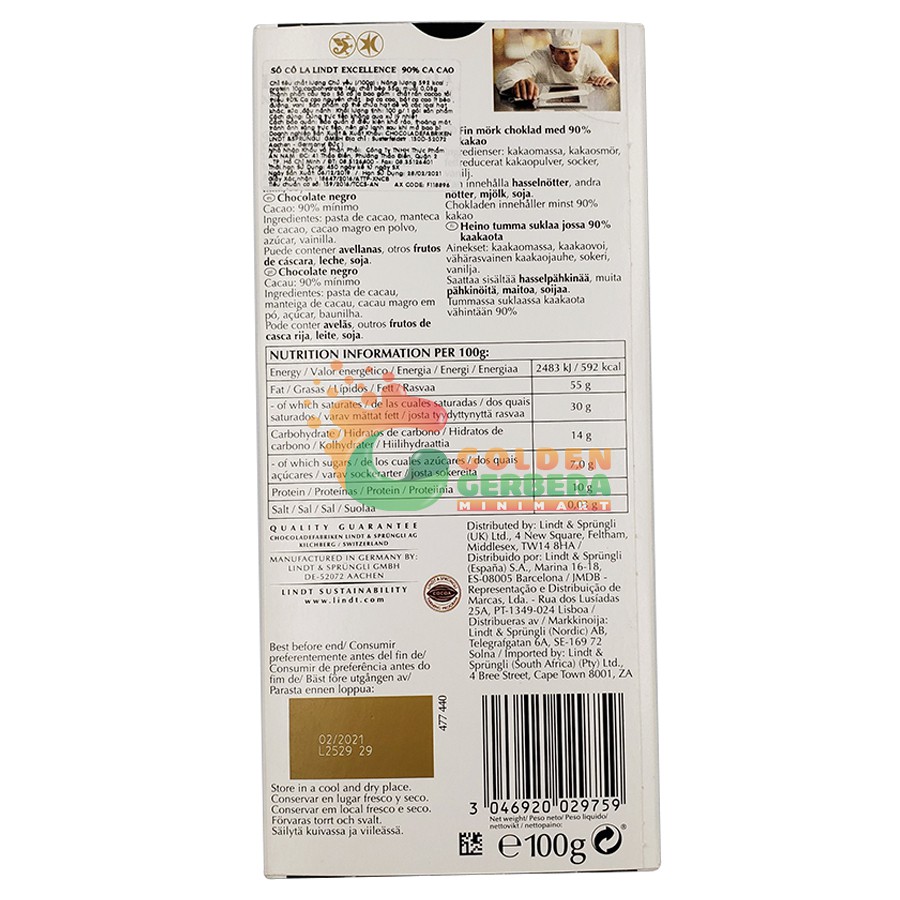 SÔ CÔ LA LINDT EXCELLENCE 90% CA CAO
Chocolate negro
Cacao: 90% mínimo
Ingredientes: pasta de cacao, manteca
de cacao, cacao magro en polvo,
azúcar, vainilla.
Puede contener avellanas, otros frutos
de cáscara, leche, soja.
Chocolate negro
Cacau: 90% mínimo
Ingredientes: pasta de cacau,
manteiga de cacau, cacau magro em
pó, açúcar, baunilha.
Pode conter avelãs, outros frutos de
casca rija, leite, soja.
Fin mörk choklad med 90%
kakao
redienser: kakaomassa, kakaosmör,
reducerat kakaopulver, socker,
innehålla hasselnötter, andra
nötter, mjölk, soja.
Chokladen innehåller minst 90%
kakao
Heino tumma suklaa jossa 90%
kaakaota
Ainekset: kaakaomassa, kaakaovoi,
vähärasvainen kaakaojauhe, sokeri,
vanilja.
Saattaa sisältää hasselpähkinää, muita
pähkinöitä, maitoa, soijaa.
Tummassa suklaassa kaakaota
vähintään 90%
NUTRITION INFORMATION PER 100g:
Energy / Valor energético / Energia / Energi / Energiaa 2483 kJ / 592 kcal
Fat / Grasas / Lípidos / Fett / Rasvaa 55 g
- of which saturates / de las cuales saturadas / dos quais
saturados / varav mättat fett / josta tyydyttynyttä rasvaa 30 g
Carbohydrate / Hidratos de carbono / Hidratos de
carbono / Kolhydrater / Hiilihydraattia 14 g
- of which sugars / de los cuales azúcares / dos quais
açúcares / varav sockerarter / josta sokereita 7,0 g
Protein / Proteínas / Protein / Proteiinia 10 g
Salt / Sal / Sal / Suolaa
GOLDEN
GERBERA
MINIMART
QUALITY GUARANTEE
CHOCOLADEFABRIKEN LINDT & SPRÜNGLI AG
KILCHBERG / SWITZERLAND
MANUFACTURED IN GERMANY BY:
LINDT & SPRÜNGLI GMBH
DE-52072 AACHEN
LINDT SUSTAINABILITY
www.lindt.com
COCOA
Distributed by: Lindt & Sprüngli
(UK) Ltd., 4 New Square, Feltham,
Middlesex, TW14 8HA /
Distribuido por: Lindt & Sprüngli
(España) S.A., Marina 16-18,
ES-08005 Barcelona / JMDB -
Representação e Distribuição de
Marcas, Lda. - Rua dos Lusíadas
25A, PT-1349-024 Lisboa /
Distribueras av / Markkinoija:
Lindt & Sprüngli (Nordic) AB,
Telegrafgatan 6A, SE-169 72
Solna / Imported by: Lindt &
Sprüngli (South Africa) (Pty) Ltd.,
4 Bree Street, Cape Town 8001, ZA
Best before end/ Consumir
preferentemente antes del fin de/
Consumir de preferência antes do
fim de/ Bäst före utgången av/
Parasta ennen loppua:
02/2021
L2529 29
477 440
Store in a cool and dry place.
Conservar en lugar fresco y seco.
Conservar em local fresco e seco.
Förvaras torrt och svalt.
Säilytä kuivassa ja viileässä.
3 046920 029759
Net weight/ Peso neto/ Peso líquido/
nettovikt / nettopaino:
e 100g